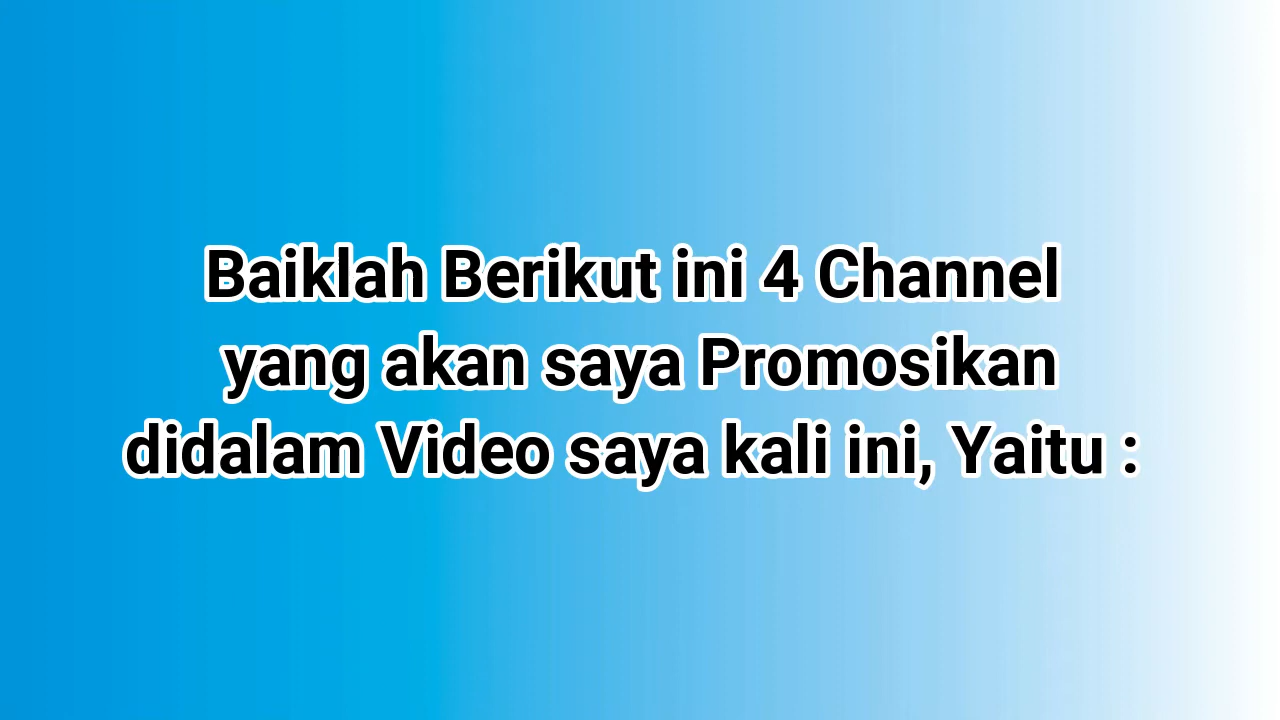 Baiklah Berikut ini 4 Channel
yang akan saya Promosikan
didalam Video saya kali ini, Yaitu :